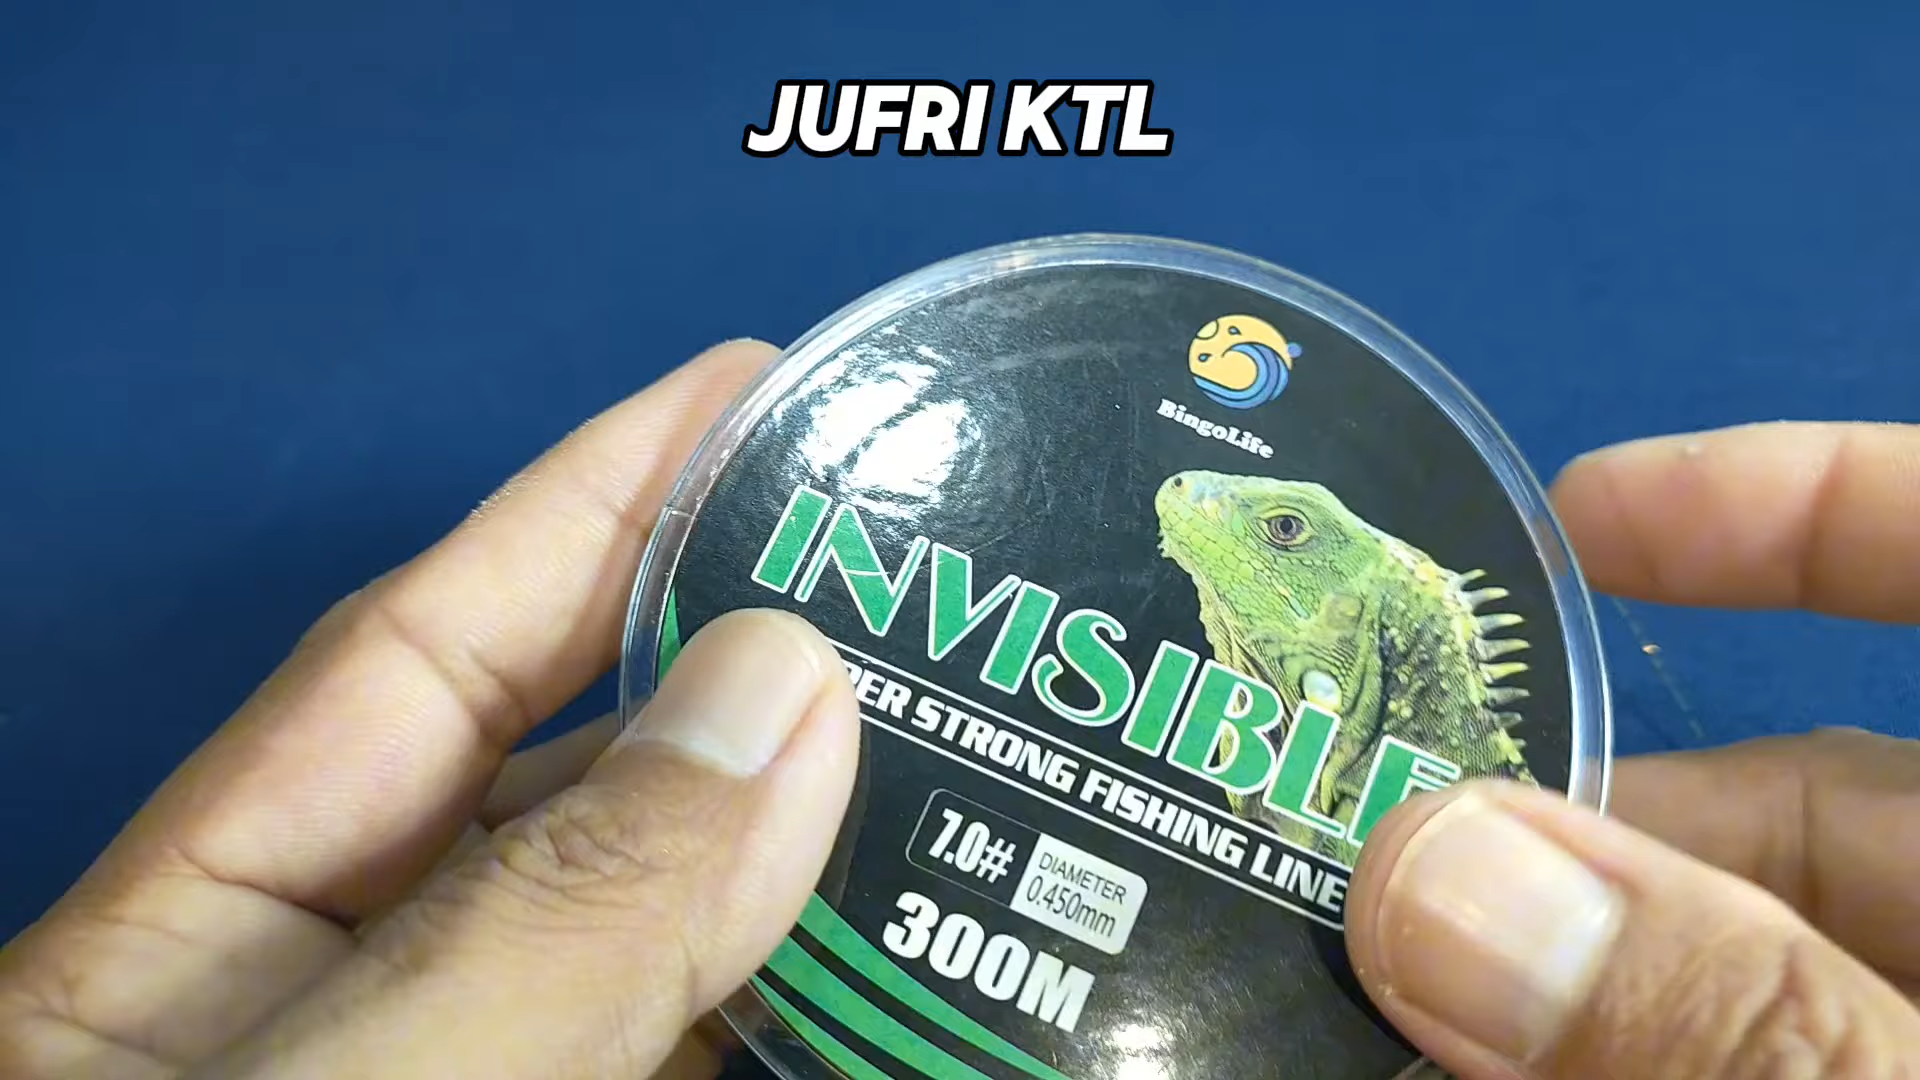 JUFRI KTL
BingoLife
INVISIBLE
STRONG FISHING LINE
7.0#
DIAMETER
0.450mm
300M